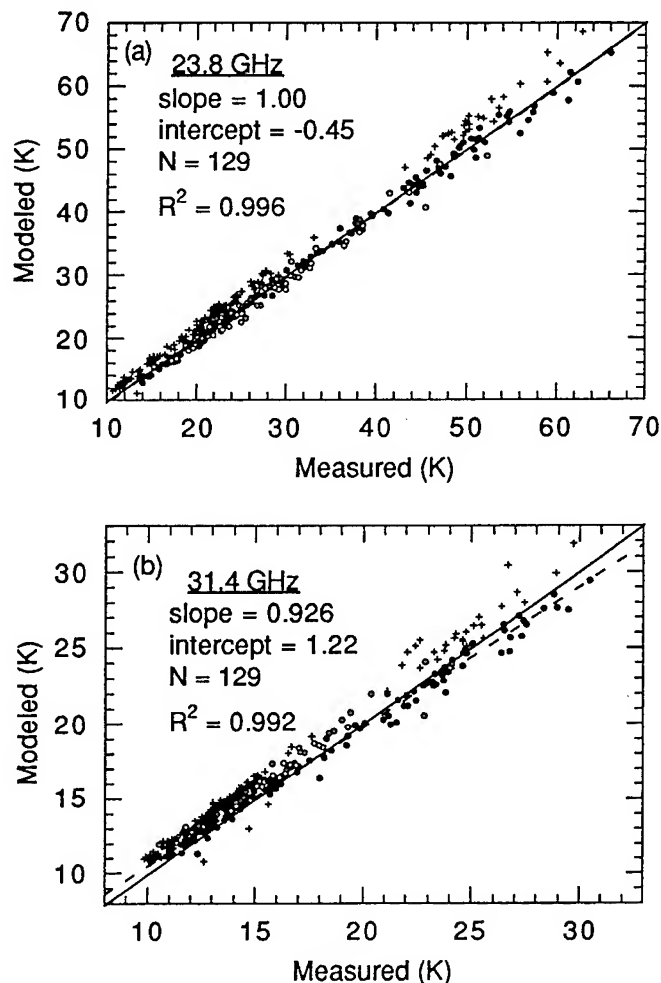 (a)
23.8 GHz
slope = 1.00
intercept = -0.45
N = 129
R² = 0.996
Modeled (K)
70
60
50
40
30
20
10
10 20 30 40 50 60 70
Measured (K)
(b)
31.4 GHz
slope = 0.926
intercept = 1.22
N = 129
R² = 0.992
Modeled (K)
30
25
20
15
10
10 15 20 25 30
Measured (K)